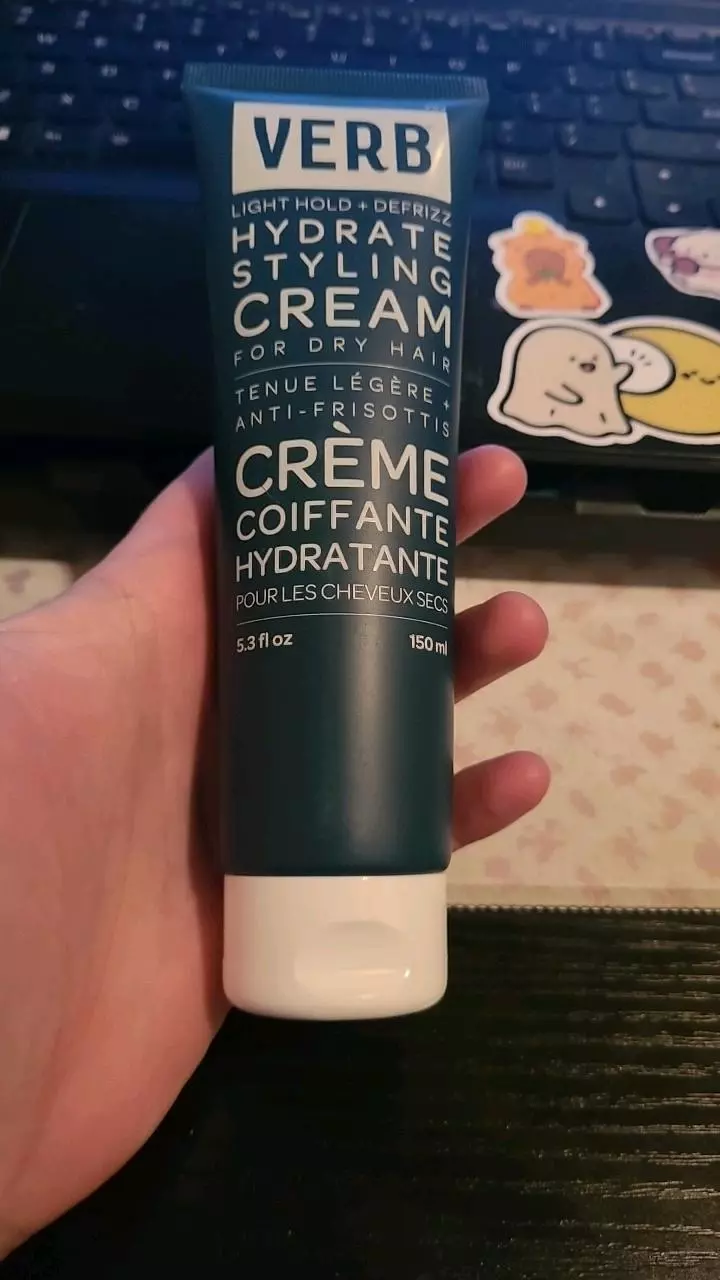 VERB
LIGHT HOLD + DEFRIZZ
HYDRATE
STYLING
CREAM
FOR DRY HAIR
TENUE LÉGÈRE +
ANTI-FRISOTTIS
CRÈME
COIFFANTE
HYDRATANTE
POUR LES CHEVEUX SECS
5.3 fl oz 150 ml